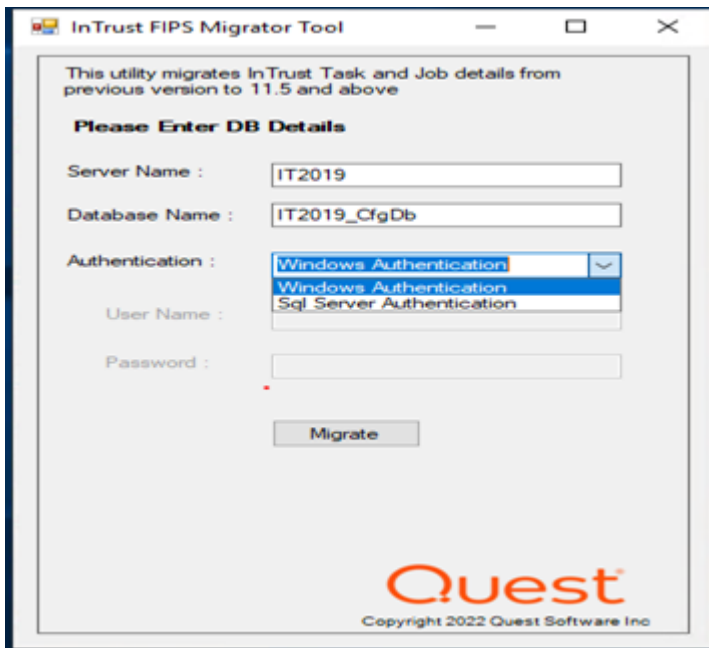 InTrust FIPS Migrator Tool
This utility migrates InTrust Task and Job details from
previous version to 11.5 and above
Please Enter DB Details
Server Name :
IT2019
Database Name :
IT2019_CfgDb
Authentication :
Windows Authentication
Windows Authentication
Sql Server Authentication
User Name :
Password :
Migrate
Quest
Copyright 2022 Quest Software Inc